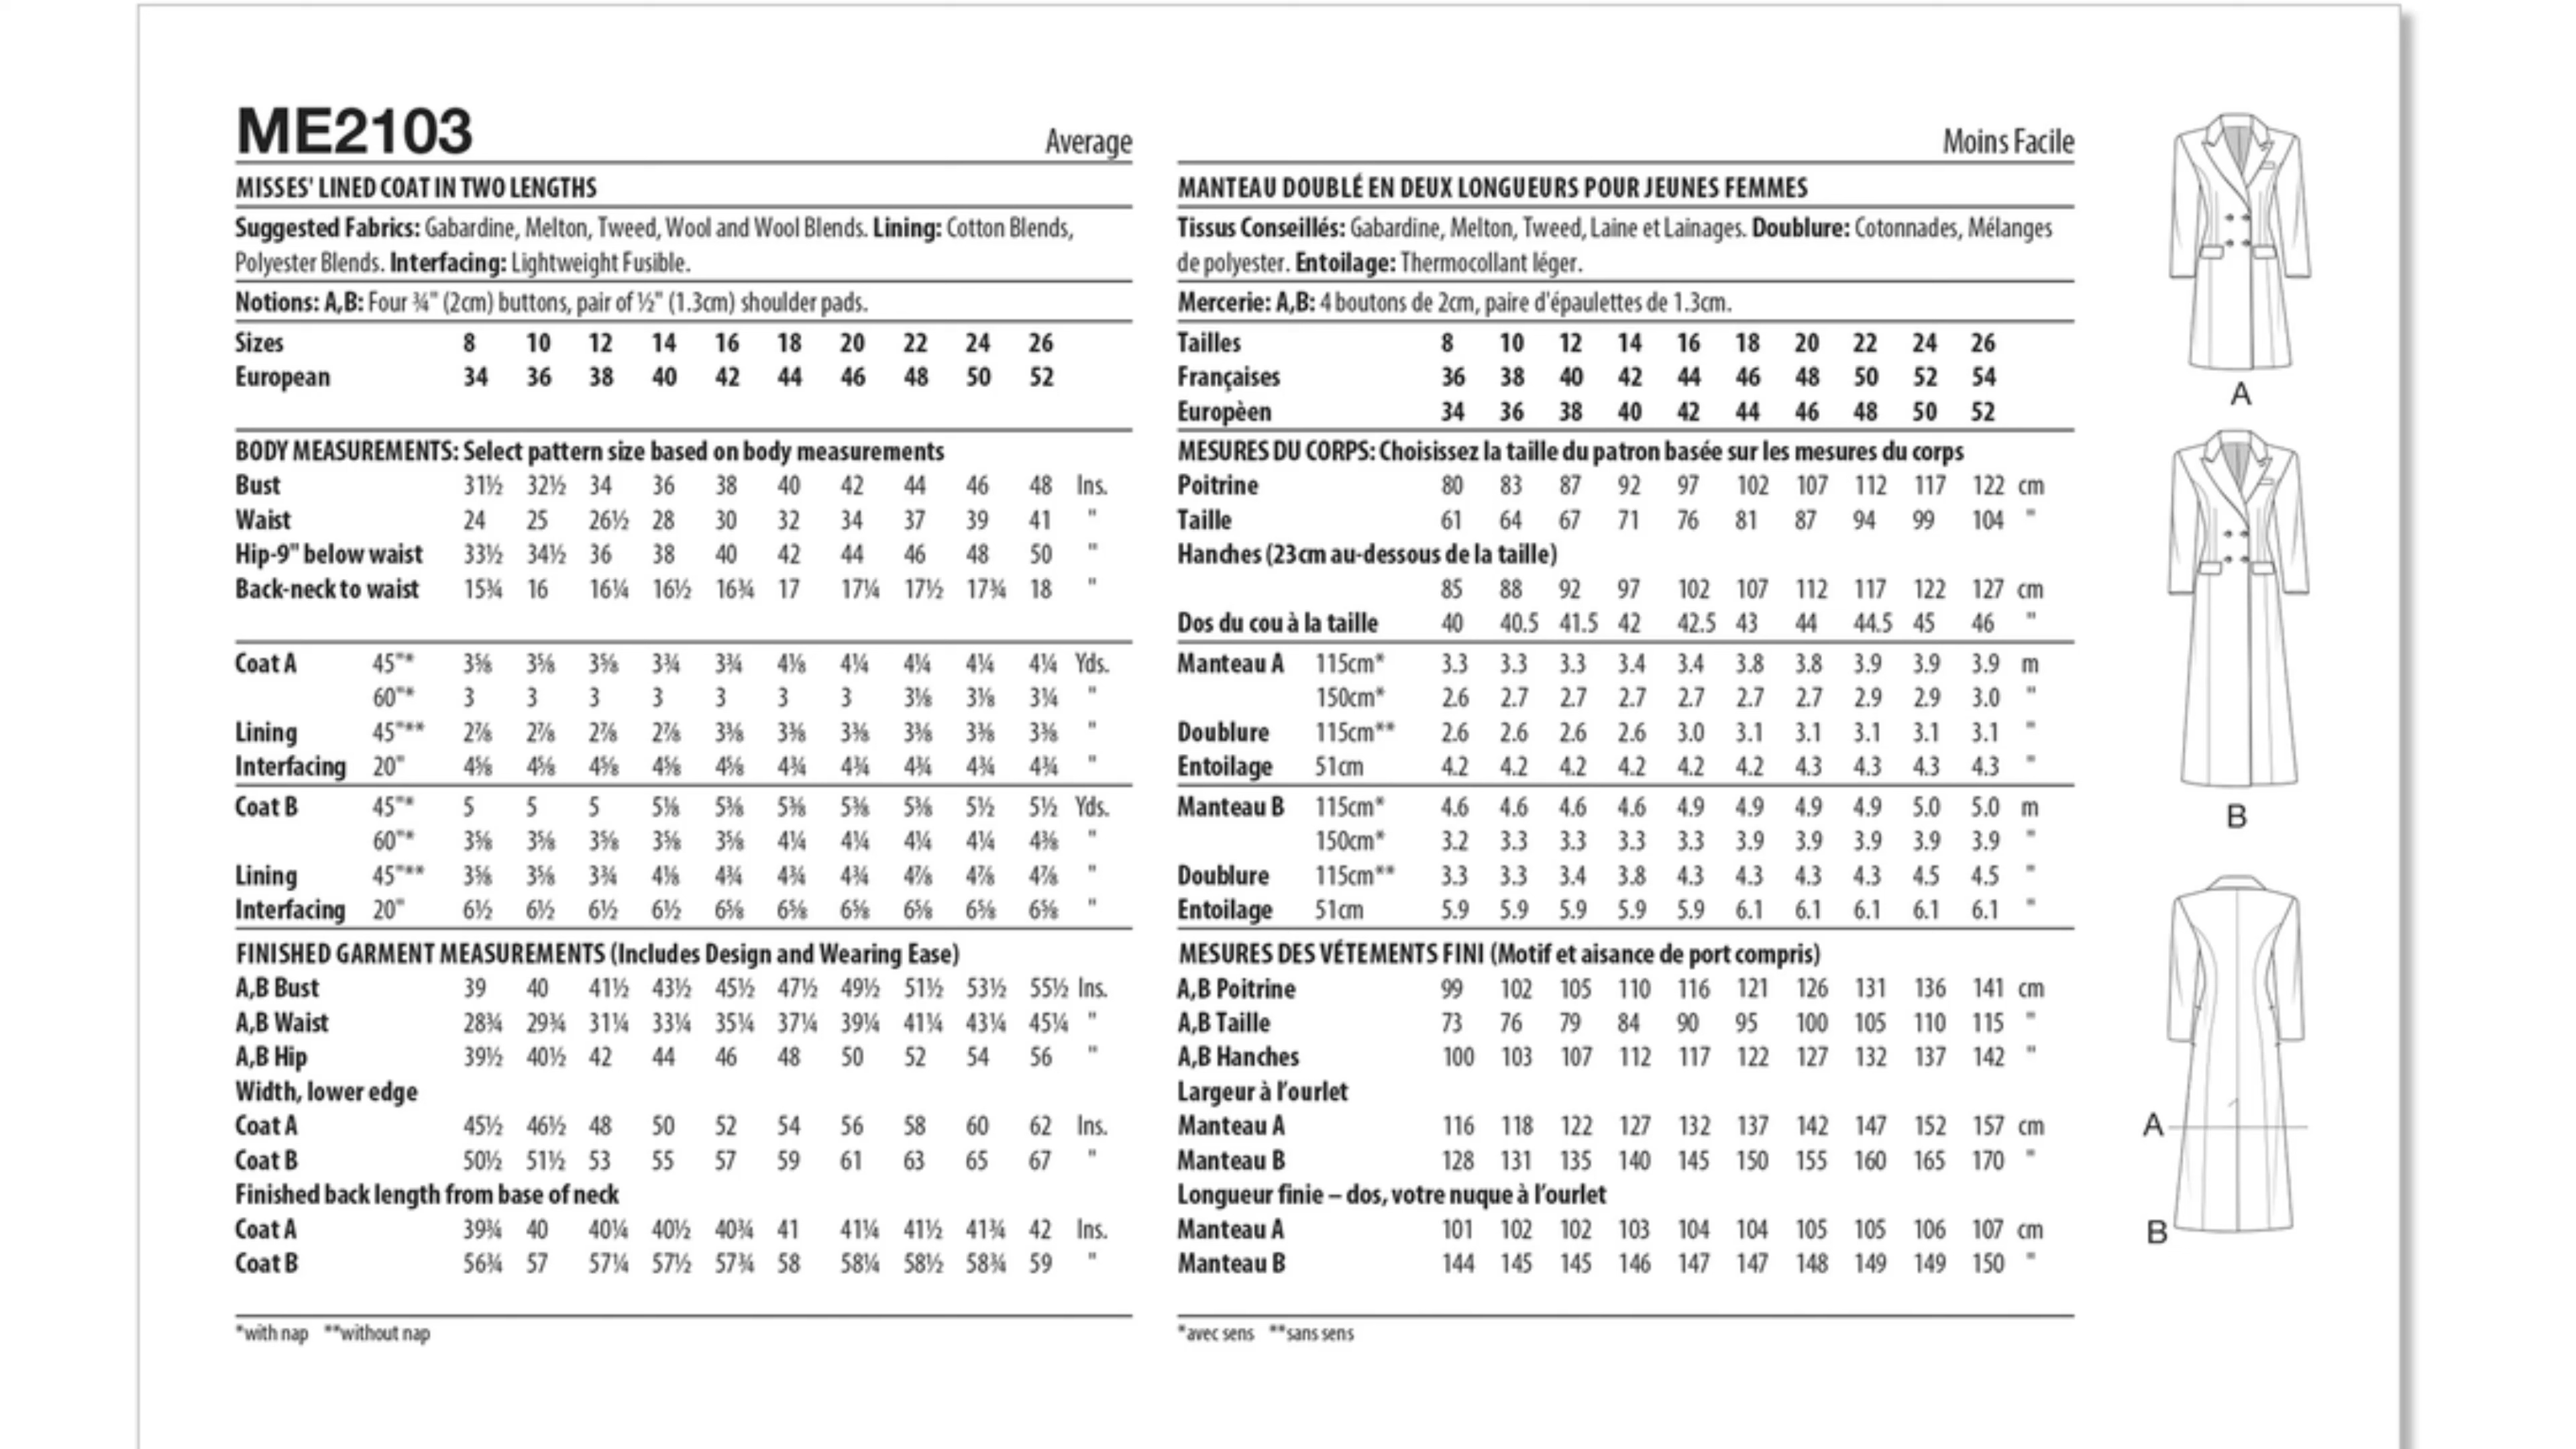 ME2103
Average
MISSES' LINED COAT IN TWO LENGTHS
Suggested Fabrics: Gabardine, Melton, Tweed, Wool and Wool Blends. Lining: Cotton Blends,
Polyester Blends. Interfacing: Lightweight Fusible.
Notions: A,B: Four ¾" (2cm) buttons, pair of ½" (1.3cm) shoulder pads.
Sizes 8 10 12 14 16 18 20 22 24 26
European 34 36 38 40 42 44 46 48 50 52
BODY MEASUREMENTS: Select pattern size based on body measurements
Bust 31½ 32½ 34 36 38 40 42 44 46 48 Ins.
Waist 24 25 26½ 28 30 32 34 37 39 41 "
Hip-9" below waist 33½ 34½ 36 38 40 42 44 46 48 50 "
Back-neck to waist 15¾ 16 16¼ 16½ 16¾ 17 17¼ 17½ 17¾ 18 "
Coat A 45"* 3⅝ 3⅝ 3⅝ 3¾ 3¾ 4⅛ 4¼ 4¼ 4¼ 4¼ Yds.
60"* 3 3 3 3 3 3 3 3⅛ 3⅛ 3¼ "
Lining 45"** 2⅞ 2⅞ 2⅞ 2⅞ 3⅜ 3⅜ 3⅜ 3⅜ 3⅜ 3⅜ "
Interfacing 20" 4⅝ 4⅝ 4⅝ 4⅝ 4⅝ 4¾ 4¾ 4¾ 4¾ 4¾ "
Coat B 45"* 5 5 5 5⅛ 5⅜ 5⅜ 5⅜ 5⅜ 5½ 5½ Yds.
60"* 3⅝ 3⅝ 3⅝ 3⅝ 3⅝ 4¼ 4¼ 4¼ 4¼ 4⅜ "
Lining 45"** 3⅝ 3⅝ 3¾ 4⅛ 4¾ 4¾ 4¾ 4⅞ 4⅞ 4⅞ "
Interfacing 20" 6½ 6½ 6½ 6½ 6⅝ 6⅝ 6⅝ 6⅝ 6⅝ 6⅝ "
FINISHED GARMENT MEASUREMENTS (Includes Design and Wearing Ease)
A,B Bust 39 40 41½ 43½ 45½ 47½ 49½ 51½ 53½ 55½ Ins.
A,B Waist 28¾ 29¾ 31¼ 33¼ 35¼ 37¼ 39¼ 41¼ 43¼ 45¼ "
A,B Hip 39½ 40½ 42 44 46 48 50 52 54 56 "
Width, lower edge
Coat A 45½ 46½ 48 50 52 54 56 58 60 62 Ins.
Coat B 50½ 51½ 53 55 57 59 61 63 65 67 "
Finished back length from base of neck
Coat A 39¾ 40 40¼ 40½ 40¾ 41 41¼ 41½ 41¾ 42 Ins.
Coat B 56¾ 57 57¼ 57½ 57¾ 58 58¼ 58½ 58¾ 59 "
*with nap **without nap
Moins Facile
MANTEAU DOUBLÉ EN DEUX LONGUEURS POUR JEUNES FEMMES
Tissus Conseillés: Gabardine, Melton, Tweed, Laine et Lainages. Doublure: Cotonnades, Mélanges
de polyester. Entoilage: Thermocollant léger.
Mercerie: A,B: 4 boutons de 2cm, paire d'épaulettes de 1.3cm.
Tailles 8 10 12 14 16 18 20 22 24 26
Françaises 36 38 40 42 44 46 48 50 52 54
Europèen 34 36 38 40 42 44 46 48 50 52
MESURES DU CORPS: Choisissez la taille du patron basée sur les mesures du corps
Poitrine 80 83 87 92 97 102 107 112 117 122 cm
Taille 61 64 67 71 76 81 87 94 99 104 "
Hanches (23cm au-dessous de la taille)
85 88 92 97 102 107 112 117 122 127 cm
Dos du cou à la taille 40 40.5 41.5 42 42.5 43 44 44.5 45 46 "
Manteau A 115cm* 3.3 3.3 3.3 3.4 3.4 3.8 3.8 3.9 3.9 3.9 m
150cm* 2.6 2.7 2.7 2.7 2.7 2.7 2.7 2.9 2.9 3.0 "
Doublure 115cm** 2.6 2.6 2.6 2.6 3.0 3.1 3.1 3.1 3.1 3.1 "
Entoilage 51cm 4.2 4.2 4.2 4.2 4.2 4.2 4.3 4.3 4.3 4.3 "
Manteau B 115cm* 4.6 4.6 4.6 4.6 4.9 4.9 4.9 4.9 5.0 5.0 m
150cm* 3.2 3.3 3.3 3.3 3.3 3.9 3.9 3.9 3.9 3.9 "
Doublure 115cm** 3.3 3.3 3.4 3.8 4.3 4.3 4.3 4.3 4.5 4.5 "
Entoilage 51cm 5.9 5.9 5.9 5.9 5.9 6.1 6.1 6.1 6.1 6.1 "
MESURES DES VÉTEMENTS FINI (Motif et aisance de port compris)
A,B Poitrine 99 102 105 110 116 121 126 131 136 141 cm
A,B Taille 73 76 79 84 90 95 100 105 110 115 "
A,B Hanches 100 103 107 112 117 122 127 132 137 142 "
Largeur à l'ourlet
Manteau A 116 118 122 127 132 137 142 147 152 157 cm
Manteau B 128 131 135 140 145 150 155 160 165 170 "
Longueur finie – dos, votre nuque à l'ourlet
Manteau A 101 102 102 103 104 104 105 105 106 107 cm
Manteau B 144 145 145 146 147 147 148 149 149 150 "
*avec sens **sans sens
A
B
A
B